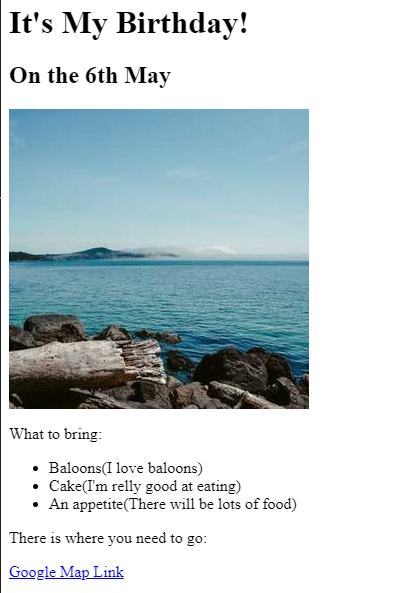 It's My Birthday!
On the 6th May
What to bring:
Baloons(I love baloons)
Cake(I'm relly good at eating)
An appetite(There will be lots of food)
There is where you need to go:
Google Map Link